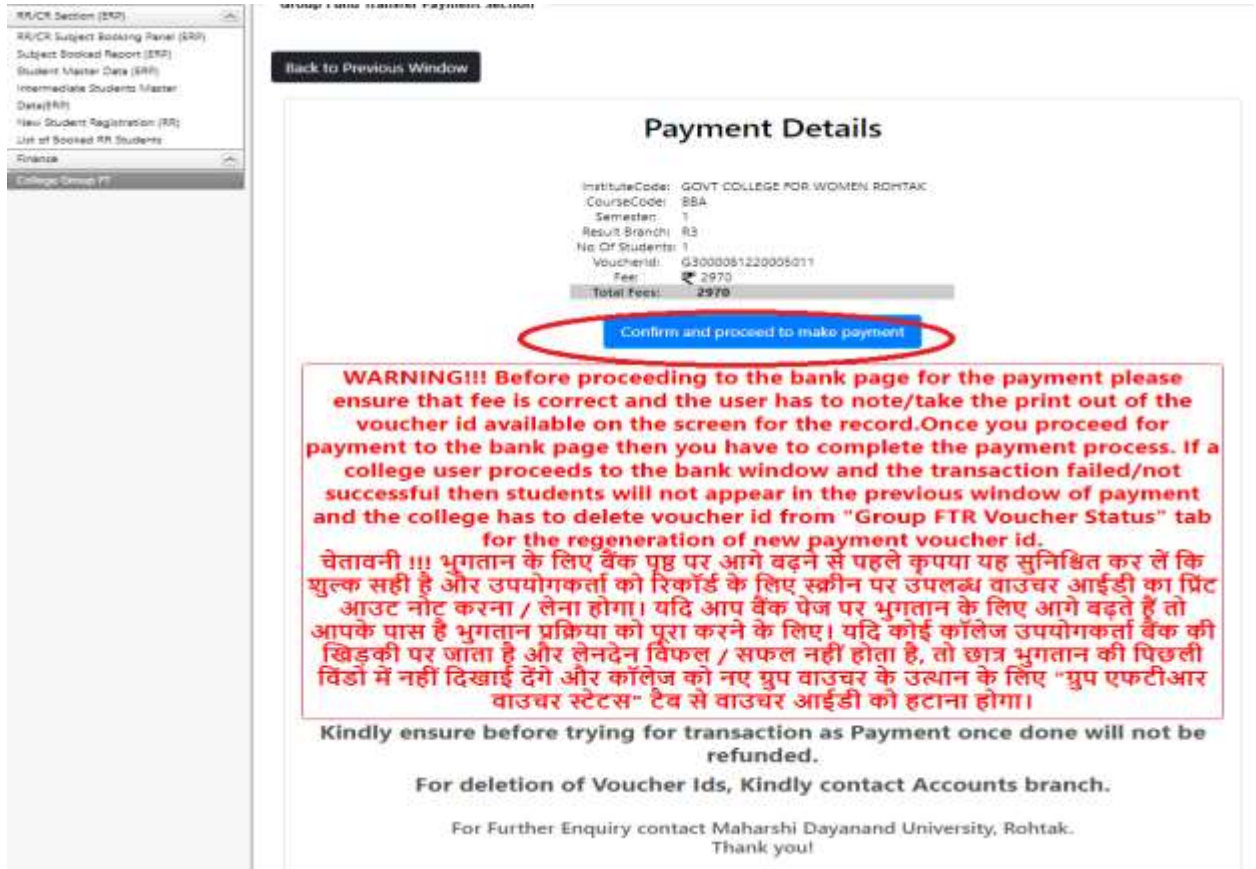 Group Fund Transfer Payment Section
RR/CR Section (ERP)
RR/CR Subject Booking Panel (ERP)
Subject Booked Report (ERP)
Student Master Data (ERP)
Intermediate Students Master
Data(ERP)
New Student Registration (RR)
List of Booked RR Students
Finance
College Group FT
Back to Previous Window
Payment Details
InstituteCode: GOVT COLLEGE FOR WOMEN ROHTAK
CourseCode: BBA
Semester: 1
Result Branch: R3
No Of Students: 1
VoucherId: G3000061220005011
Fee: ₹ 2970
Total Fees: 2970
Confirm and proceed to make payment
WARNING!!! Before proceeding to the bank page for the payment please
ensure that fee is correct and the user has to note/take the print out of the
voucher id available on the screen for the record.Once you proceed for
payment to the bank page then you have to complete the payment process. If a
college user proceeds to the bank window and the transaction failed/not
successful then students will not appear in the previous window of payment
and the college has to delete voucher id from "Group FTR Voucher Status" tab
for the regeneration of new payment voucher id.
चेतावनी !!! भुगतान के लिए बैंक पृष्ठ पर आगे बढ़ने से पहले कृपया यह सुनिश्चित कर लें कि
शुल्क सही है और उपयोगकर्ता को रिकॉर्ड के लिए स्क्रीन पर उपलब्ध वाउचर आईडी का प्रिंट
आउट नोट करना / लेना होगा। यदि आप बैंक पेज पर भुगतान के लिए आगे बढ़ते हैं तो
आपके पास है भुगतान प्रक्रिया को पूरा करने के लिए। यदि कोई कॉलेज उपयोगकर्ता बैंक की
खिड़की पर जाता है और लेनदेन विफल / सफल नहीं होता है, तो छात्र भुगतान की पिछली
विंडो में नहीं दिखाई देंगे और कॉलेज को नए ग्रुप वाउचर के उत्थान के लिए "ग्रुप एफटीआर
वाउचर स्टेटस" टैब से वाउचर आईडी को हटाना होगा।
Kindly ensure before trying for transaction as Payment once done will not be
refunded.
For deletion of Voucher Ids, Kindly contact Accounts branch.
For Further Enquiry contact Maharshi Dayanand University, Rohtak.
Thank you!